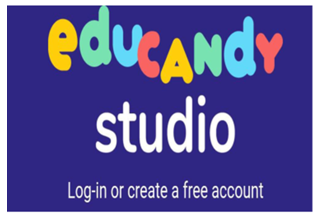 educandy
studio
Log-in or create a free account